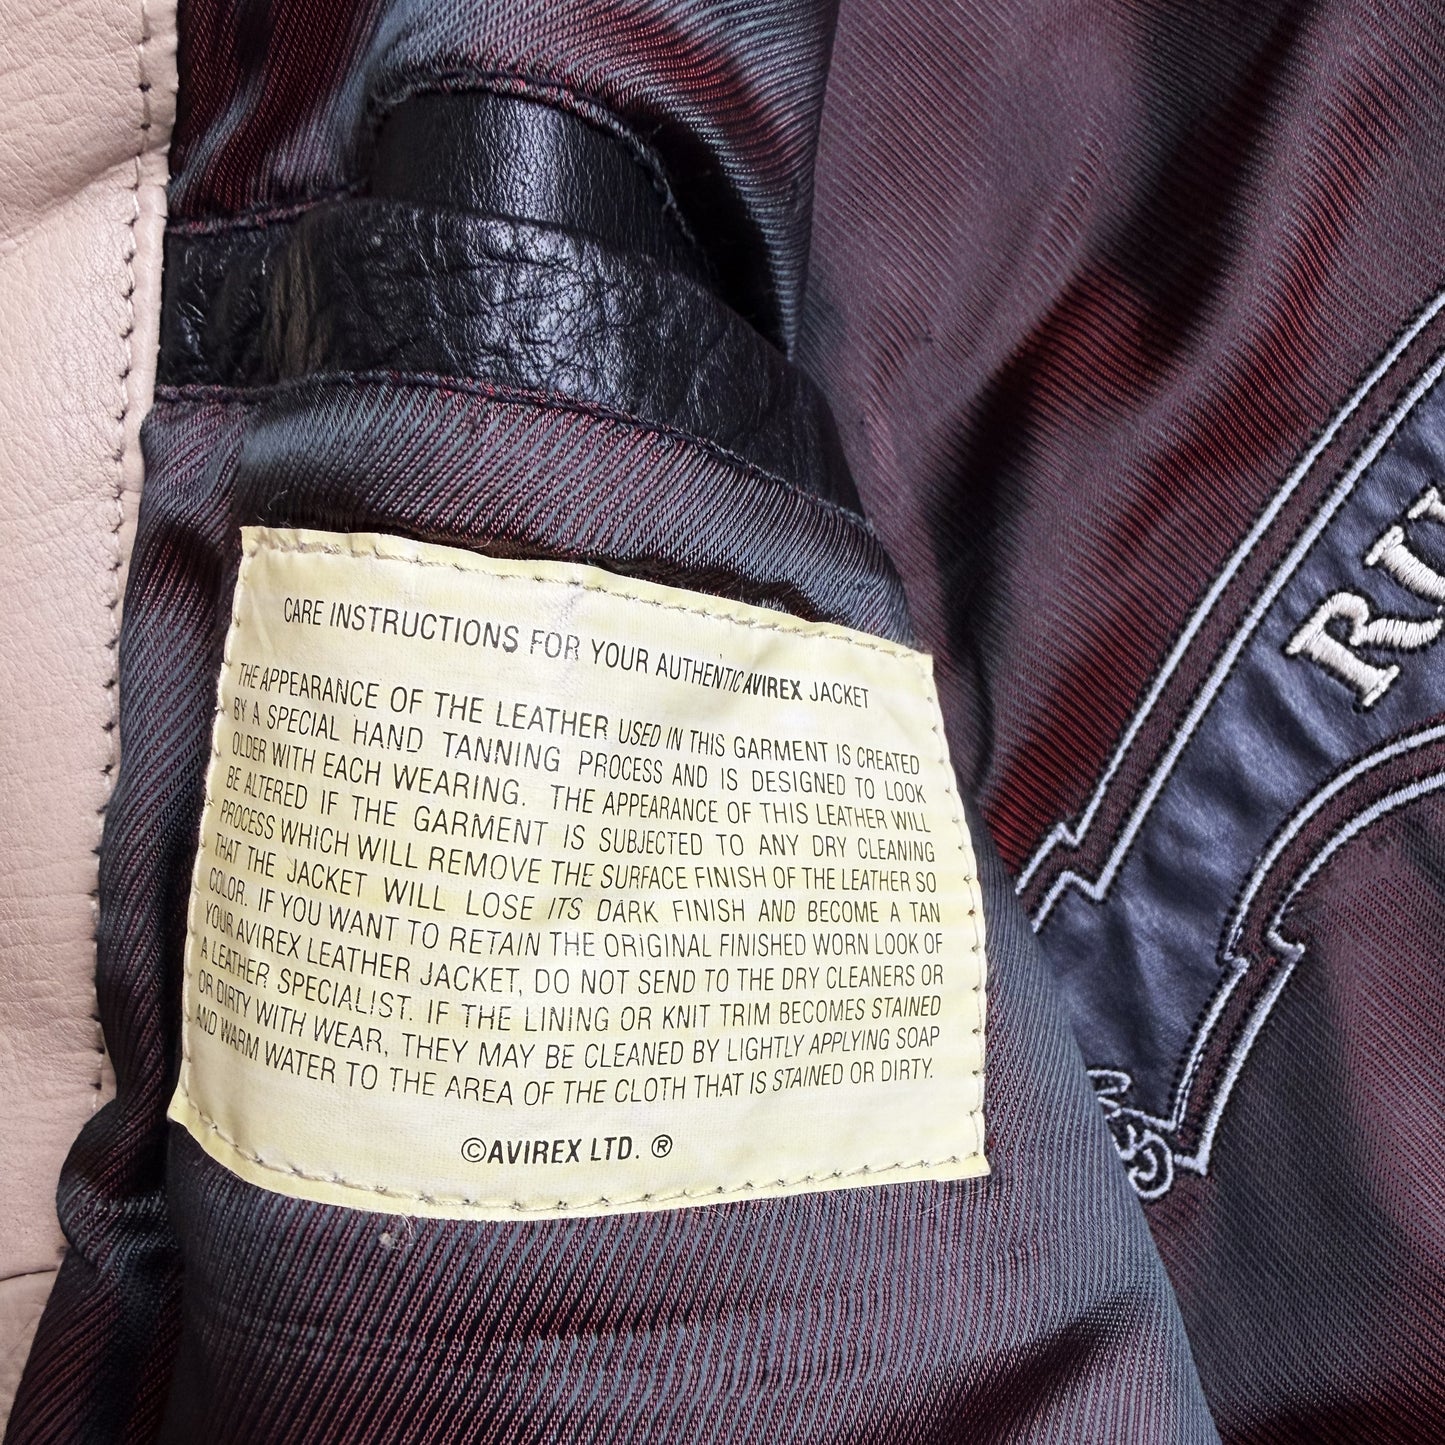 CARE INSTRUCTIONS FOR YOUR AUTHENTIC AVIREX JACKET
THE APPEARANCE OF THE LEATHER USED IN THIS GARMENT IS CREATED
BY A SPECIAL HAND TANNING PROCESS AND IS DESIGNED TO LOOK
OLDER WITH EACH WEARING. THE APPEARANCE OF THIS LEATHER WILL
BE ALTERED IF THE GARMENT IS SUBJECTED TO ANY DRY CLEANING
PROCESS WHICH WILL REMOVE THE SURFACE FINISH OF THE LEATHER SO
THAT THE JACKET WILL LOSE ITS DARK FINISH AND BECOME A TAN
COLOR. IF YOU WANT TO RETAIN THE ORIGINAL FINISHED WORN LOOK OF
YOUR AVIREX LEATHER JACKET, DO NOT SEND TO THE DRY CLEANERS OR
A LEATHER SPECIALIST. IF THE LINING OR KNIT TRIM BECOMES STAINED
OR DIRTY WITH WEAR, THEY MAY BE CLEANED BY LIGHTLY APPLYING SOAP
AND WARM WATER TO THE AREA OF THE CLOTH THAT IS STAINED OR DIRTY.
©AVIREX LTD. ®
RU